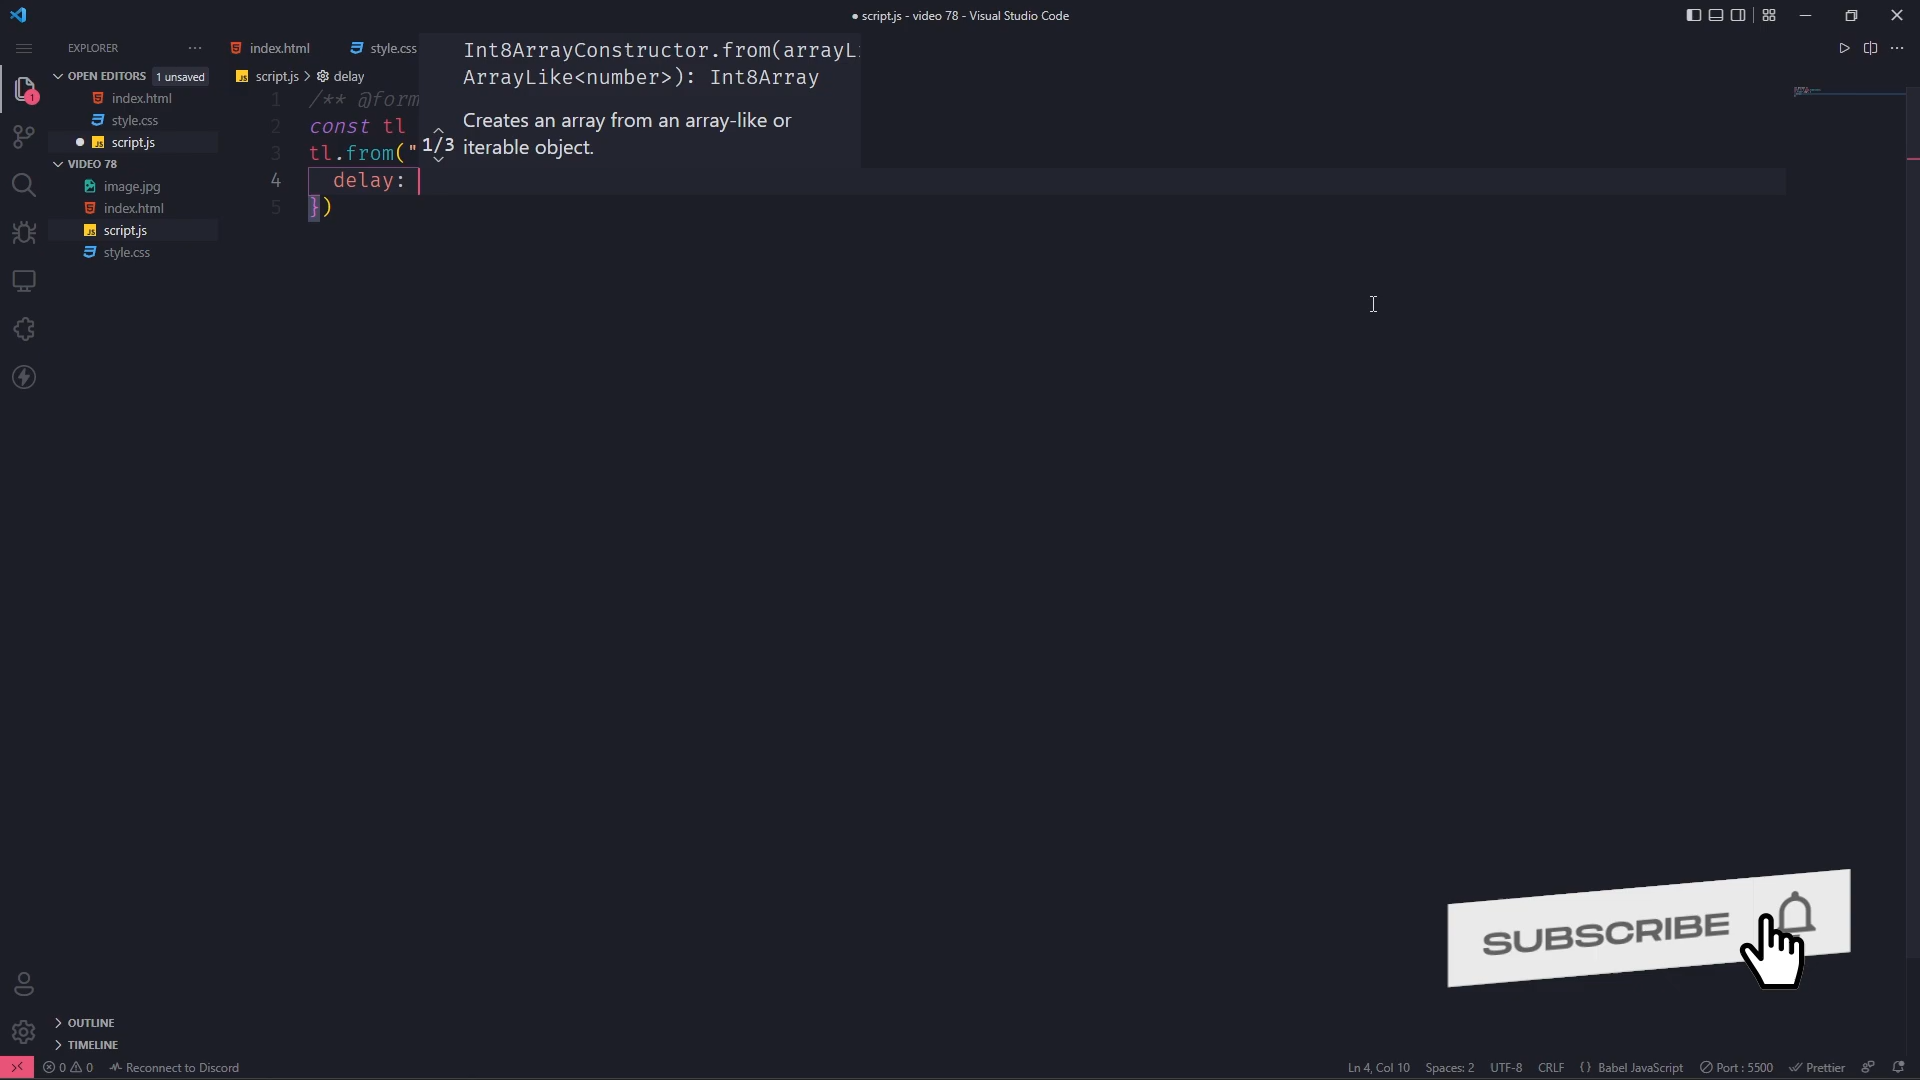 ● script.js - video 78 - Visual Studio Code
EXPLORER
OPEN EDITORS 1 unsaved
index.html
style.css
script.js
VIDEO 78
image.jpg
index.html
script.js
style.css
OUTLINE
TIMELINE
index.html
style.css
script.js > delay
1 /** @form
2 const tl
3 tl.from("
4 delay:
5 })
Int8ArrayConstructor.from(arrayLi
ArrayLike<number>): Int8Array
1/3
Creates an array from an array-like or
iterable object.
SUBSCRIBE
1
0 0 Reconnect to Discord
Ln 4, Col 10 Spaces: 2 UTF-8 CRLF {} Babel JavaScript Port : 5500 Prettier